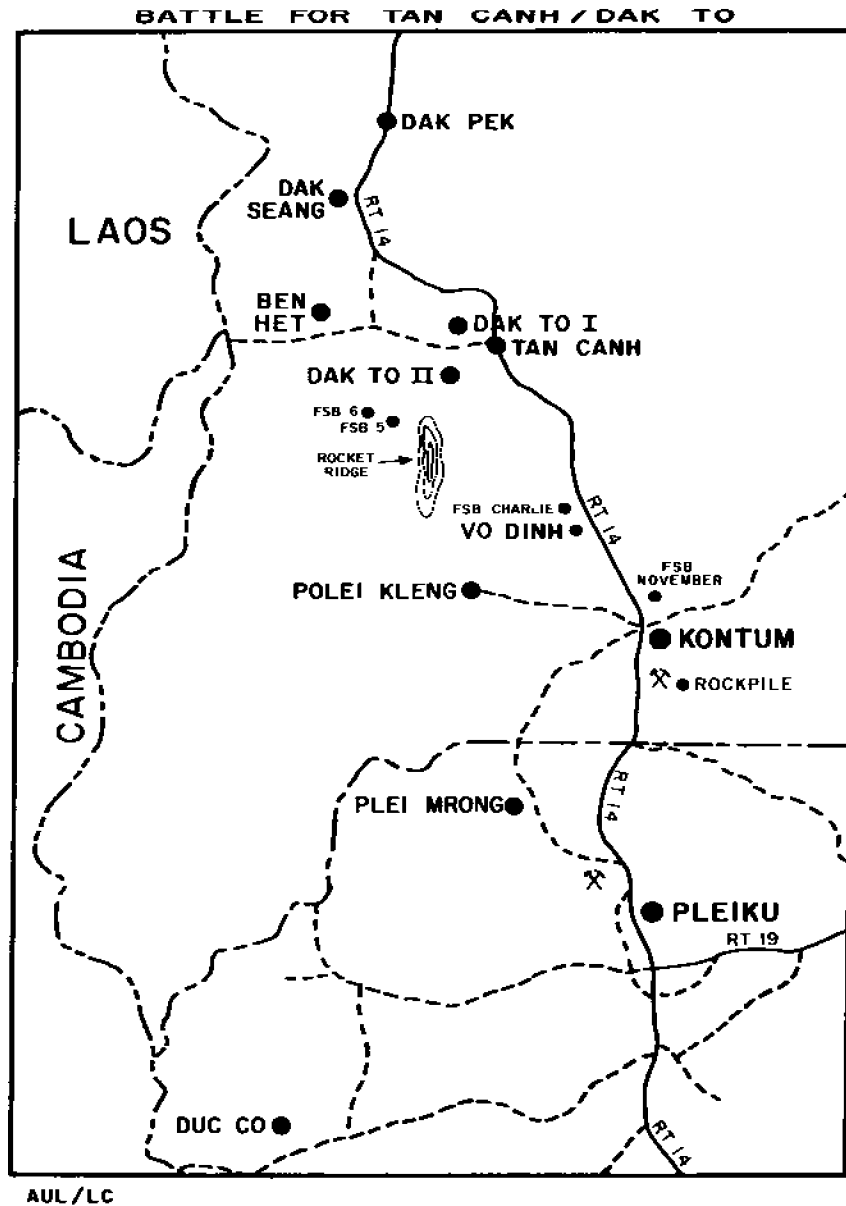 BATTLE FOR TAN CANH / DAK TO
DAK PEK
DAK
SEANG
RT 14
LAOS
BEN
HET
DAK TO I
TAN CANH
DAK TO II
FSB 6
FSB 5
ROCKET
RIDGE
FSB CHARLIE
VO DINH
RT 14
FSB
NOVEMBER
POLEI KLENG
KONTUM
CAMBODIA
ROCKPILE
PLEI MRONG
RT 14
PLEIKU
RT 19
DUC CO
RT 14
AUL/LC